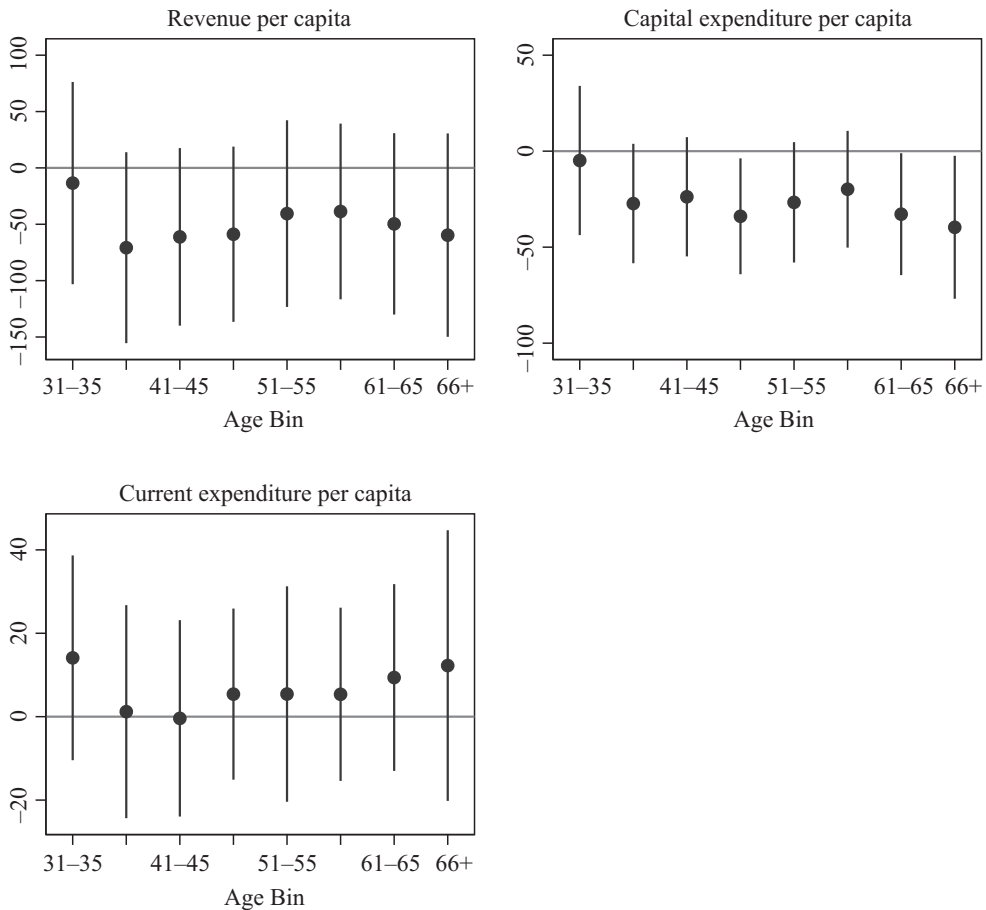 Revenue per capita
100
50
0
−50
−100
−150
31–35 41–45 51–55 61–65 66+
Age Bin
Capital expenditure per capita
50
0
−50
−100
31–35 41–45 51–55 61–65 66+
Age Bin
Current expenditure per capita
40
20
0
−20
31–35 41–45 51–55 61–65 66+
Age Bin